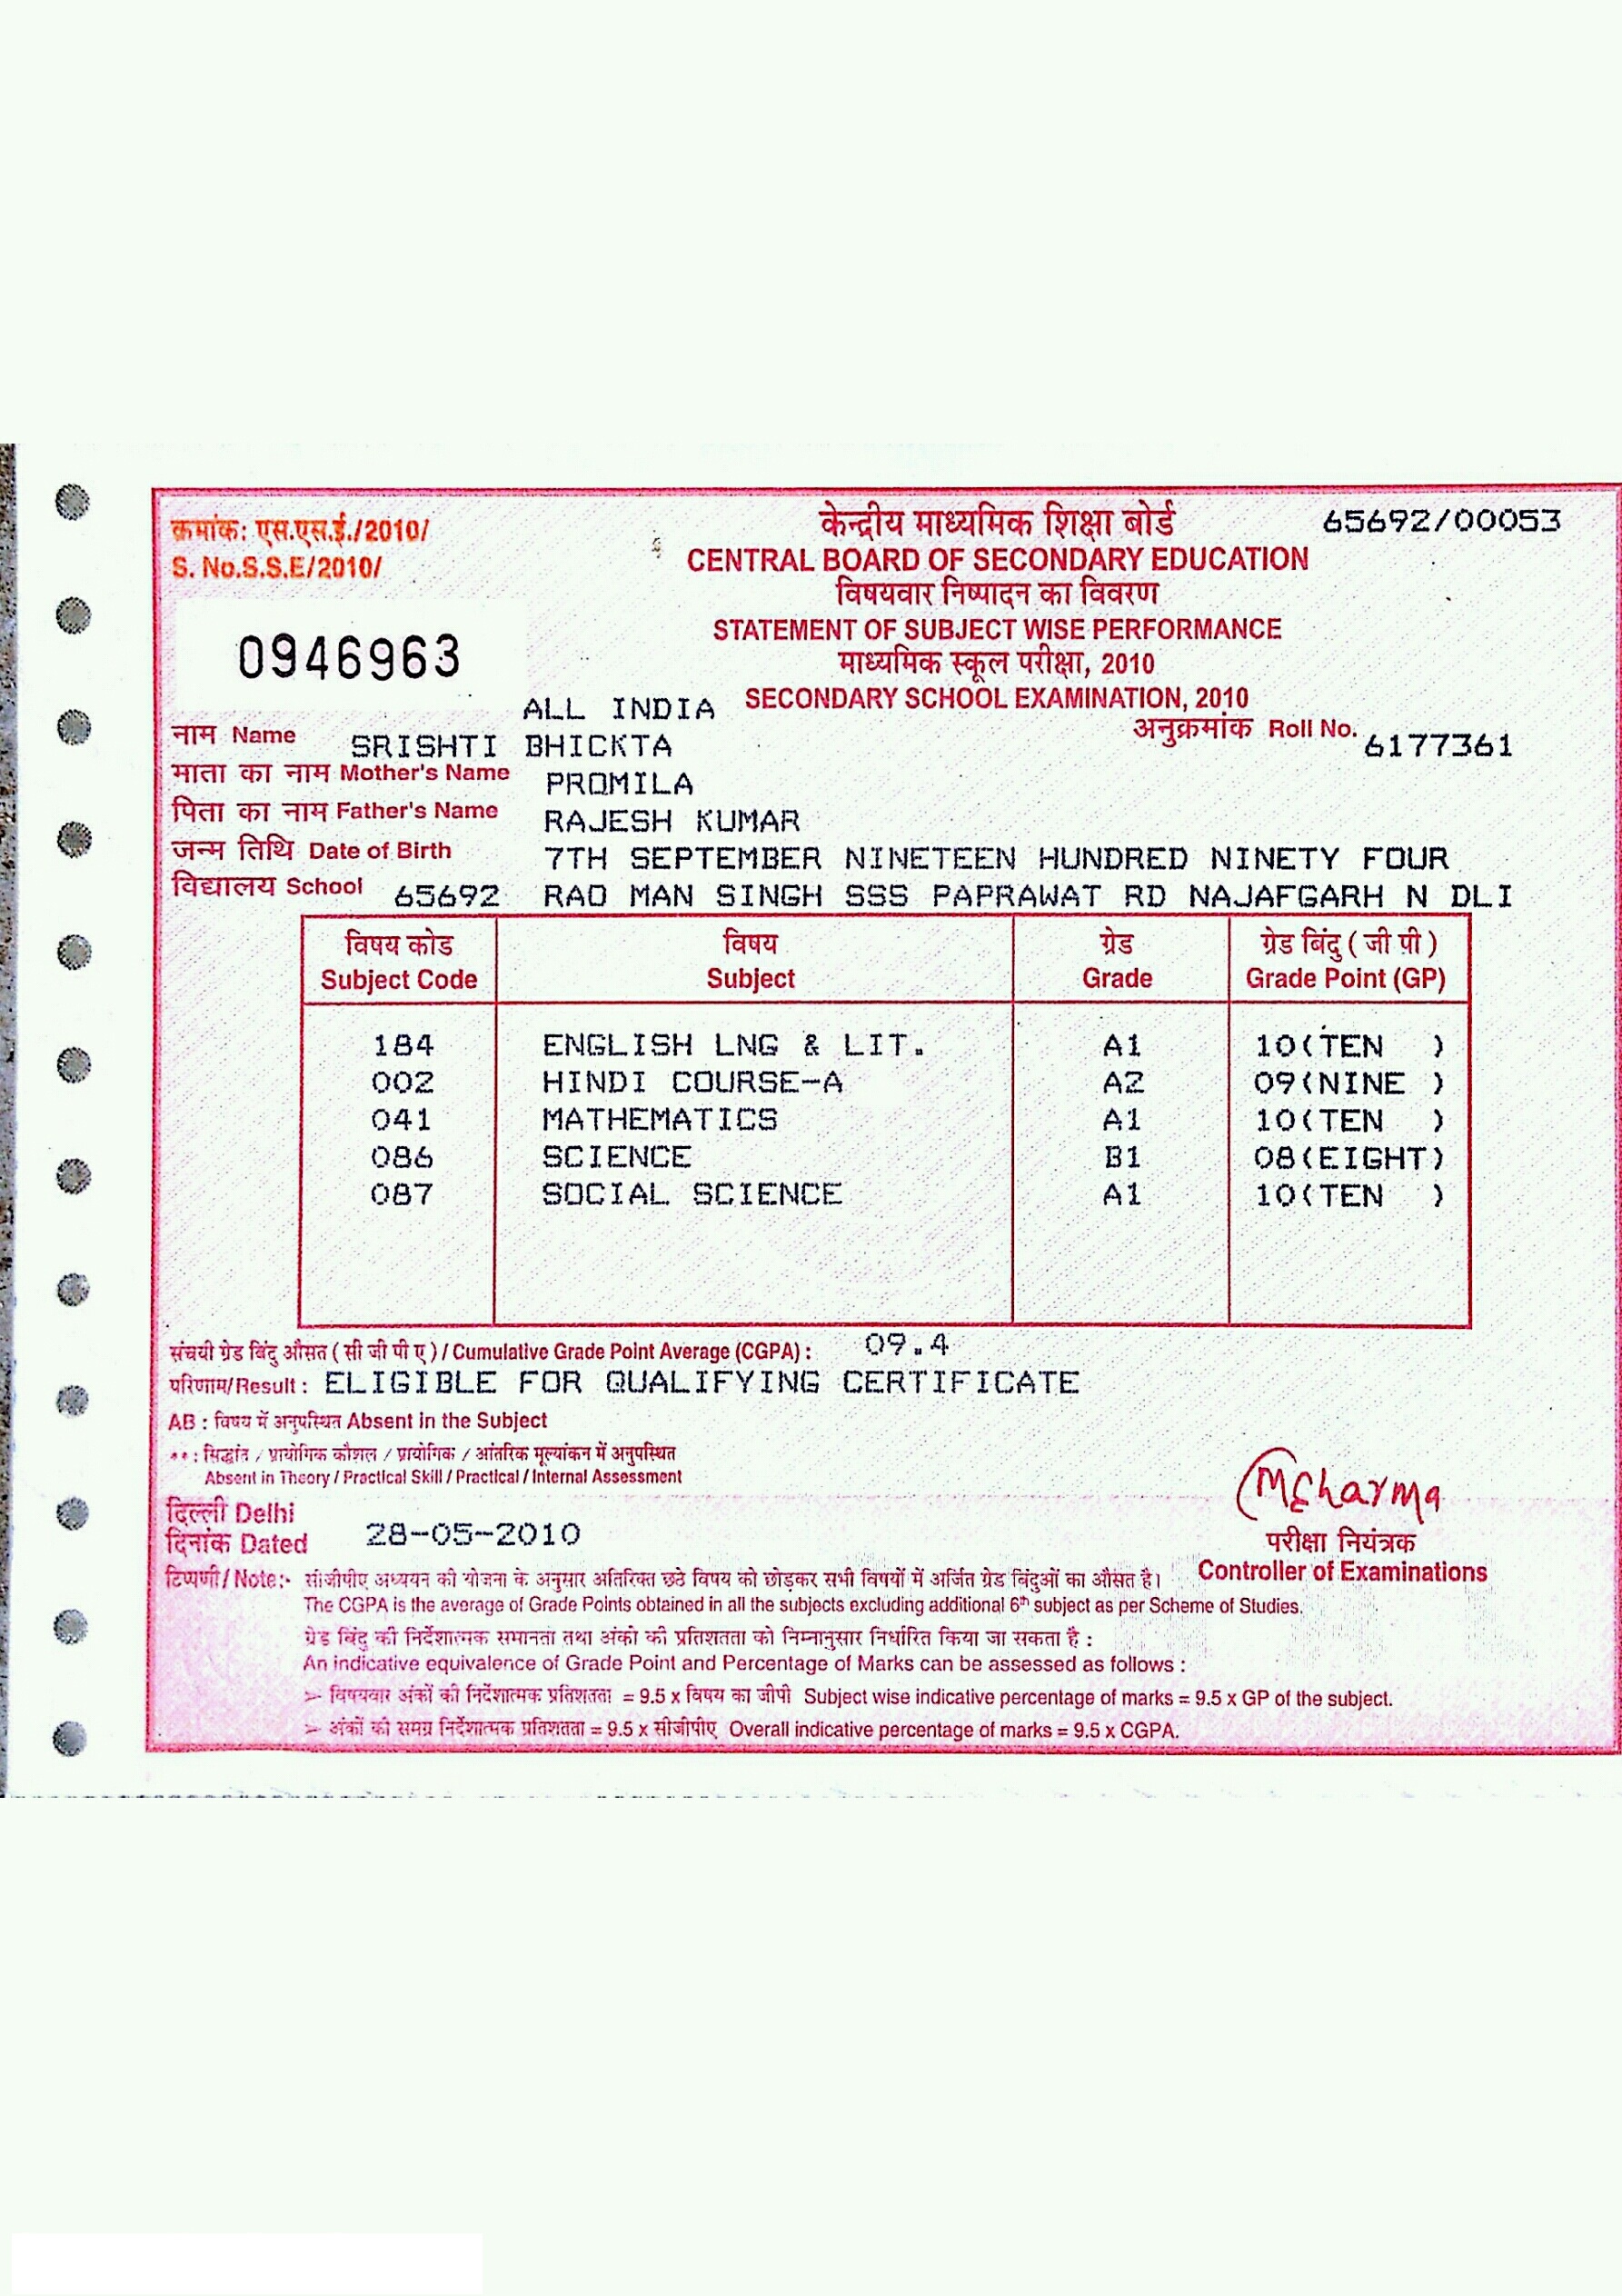 क्रमांक: एस.एस.ई./2010/
S. No.S.S.E/2010/
0946963
65692/00053
केन्द्रीय माध्यमिक शिक्षा बोर्ड
CENTRAL BOARD OF SECONDARY EDUCATION
विषयवार निष्पादन का विवरण
STATEMENT OF SUBJECT WISE PERFORMANCE
माध्यमिक स्कूल परीक्षा, 2010
ALL INDIA SECONDARY SCHOOL EXAMINATION, 2010
नाम Name SRISHTI BHICKTA अनुक्रमांक Roll No. 6177361
माता का नाम Mother's Name PROMILA
पिता का नाम Father's Name RAJESH KUMAR
जन्म तिथि Date of Birth 7TH SEPTEMBER NINETEEN HUNDRED NINETY FOUR
विद्यालय School 65692 RAO MAN SINGH SSS PAPRAWAT RD NAJAFGARH N DLI
विषय कोड विषय ग्रेड ग्रेड बिंदु ( जी पी )
Subject Code Subject Grade Grade Point (GP)
184 ENGLISH LNG & LIT. A1 10(TEN )
002 HINDI COURSE-A A2 09(NINE )
041 MATHEMATICS A1 10(TEN )
086 SCIENCE B1 08(EIGHT)
087 SOCIAL SCIENCE A1 10(TEN )
संचयी ग्रेड बिंदु औसत ( सी जी पी ए ) / Cumulative Grade Point Average (CGPA) : 09.4
परिणाम/Result : ELIGIBLE FOR QUALIFYING CERTIFICATE
AB : विषय में अनुपस्थित Absent in the Subject
** : सिद्धांत / प्रायोगिक कौशल / प्रायोगिक / आंतरिक मूल्यांकन में अनुपस्थित
Absent in Theory / Practical Skill / Practical / Internal Assessment
दिल्ली Delhi
दिनांक Dated 28-05-2010
MSharma
परीक्षा नियंत्रक
Controller of Examinations
टिप्पणी / Note:- सीजीपीए अध्ययन की योजना के अनुसार अतिरिक्त छठे विषय को छोड़कर सभी विषयों में अर्जित ग्रेड बिंदुओं का औसत है।
The CGPA is the average of Grade Points obtained in all the subjects excluding additional 6th subject as per Scheme of Studies.
ग्रेड बिंदु की निर्देशात्मक समानता तथा अंकों की प्रतिशतता को निम्नानुसार निर्धारित किया जा सकता है :
An indicative equivalence of Grade Point and Percentage of Marks can be assessed as follows :
➢ विषयवार अंकों की निर्देशात्मक प्रतिशतता = 9.5 x विषय का जीपी Subject wise indicative percentage of marks = 9.5 x GP of the subject.
➢ अंकों की समग्र निर्देशात्मक प्रतिशतता = 9.5 x सीजीपीए Overall indicative percentage of marks = 9.5 x CGPA.